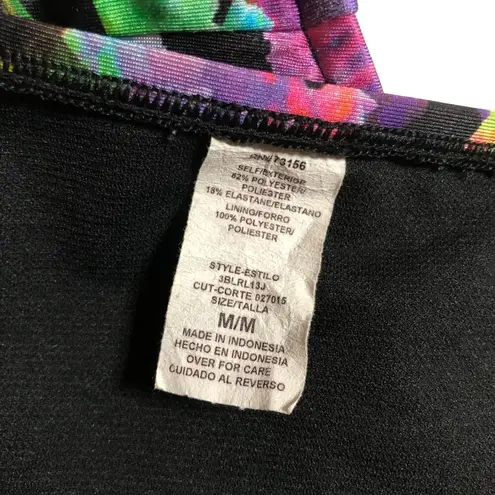 RN# 73156
SELF/EXTERIOR
82% POLYESTER/
POLIESTER
18% ELASTANE/ELASTANO
LINING/FORRO
100% POLYESTER/
POLIESTER
STYLE-ESTILO
3BLRL13J
CUT-CORTE 027015
SIZE/TALLA
M/M
MADE IN INDONESIA
HECHO EN INDONESIA
OVER FOR CARE
CUIDADO AL REVERSO